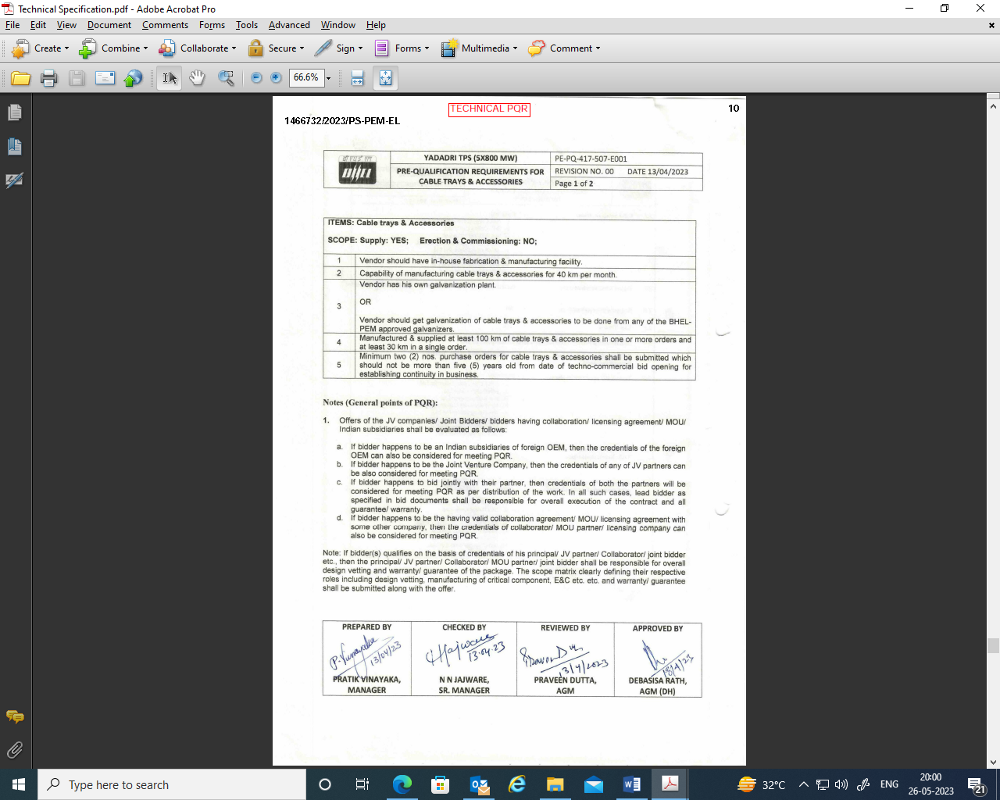 Technical Specification.pdf - Adobe Acrobat Pro
File Edit View Document Comments Forms Tools Advanced Window Help
Create Combine Collaborate Secure Sign Forms Multimedia Comment
66.6%
TECHNICAL PQR
10
1466732/2023/PS-PEM-EL
YADADRI TPS (5X800 MW)
PE-PQ-417-507-E001
PRE-QUALIFICATION REQUIREMENTS FOR
CABLE TRAYS & ACCESSORIES
REVISION NO. 00 DATE 13/04/2023
Page 1 of 2
ITEMS: Cable trays & Accessories
SCOPE: Supply: YES; Erection & Commissioning: NO;
1 Vendor should have in-house fabrication & manufacturing facility.
2 Capability of manufacturing cable trays & accessories for 40 km per month.
3 Vendor has his own galvanization plant.
OR
Vendor should get galvanization of cable trays & accessories to be done from any of the BHEL-
PEM approved galvanizers.
4 Manufactured & supplied at least 100 km of cable trays & accessories in one or more orders and
at least 30 km in a single order.
5 Minimum two (2) nos. purchase orders for cable trays & accessories shall be submitted which
should not be more than five (5) years old from date of techno-commercial bid opening for
establishing continuity in business.
Notes (General points of PQR):
1. Offers of the JV companies/ Joint Bidders/ bidders having collaboration/ licensing agreement/ MOU/
Indian subsidiaries shall be evaluated as follows:
a. If bidder happens to be an Indian subsidiaries of foreign OEM, then the credentials of the foreign
OEM can also be considered for meeting PQR.
b. If bidder happens to be the Joint Venture Company, then the credentials of any of JV partners can
be also considered for meeting PQR.
c. If bidder happens to bid jointly with their partner, then credentials of both the partners will be
considered for meeting PQR as per distribution of the work. In all such cases, lead bidder as
specified in bid documents shall be responsible for overall execution of the contract and all
guarantee/ warranty.
d. If bidder happens to be the having valid collaboration agreement/ MOU/ licensing agreement with
some other company, then the credentials of collaborator/ MOU partner/ licensing company can
also be considered for meeting PQR.
Note: If bidder(s) qualifies on the basis of credentials of his principal/ JV partner/ Collaborator/ joint bidder
etc., then the principal/ JV partner/ Collaborator/ MOU partner/ joint bidder shall be responsible for overall
design vetting and warranty/ guarantee of the package. The scope matrix clearly defining their respective
roles including design vetting, manufacturing of critical component, E&C etc. etc. and warranty/ guarantee
shall be submitted along with the offer.
PREPARED BY CHECKED BY REVIEWED BY APPROVED BY
P. Vinayaka 13/04/23
13.04.23
13/4/2023
18/4/23
PRATIK VINAYAKA, N N JAJWARE, PRAVEEN DUTTA, DEBASISA RATH,
MANAGER SR. MANAGER AGM AGM (DH)
Type here to search
32°C ENG 20:00
26-05-2023
21